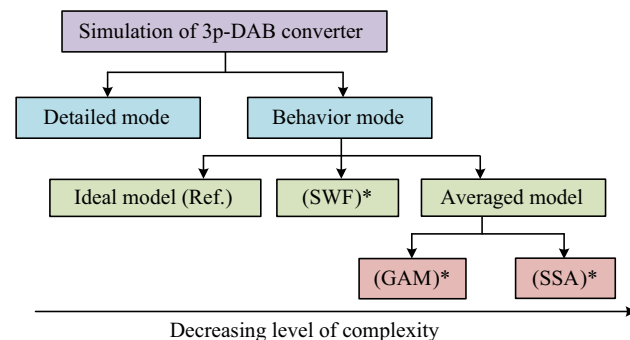 Simulation of 3p-DAB converter
Detailed mode
Behavior mode
Ideal model (Ref.)
(SWF)*
Averaged model
(GAM)*
(SSA)*
Decreasing level of complexity